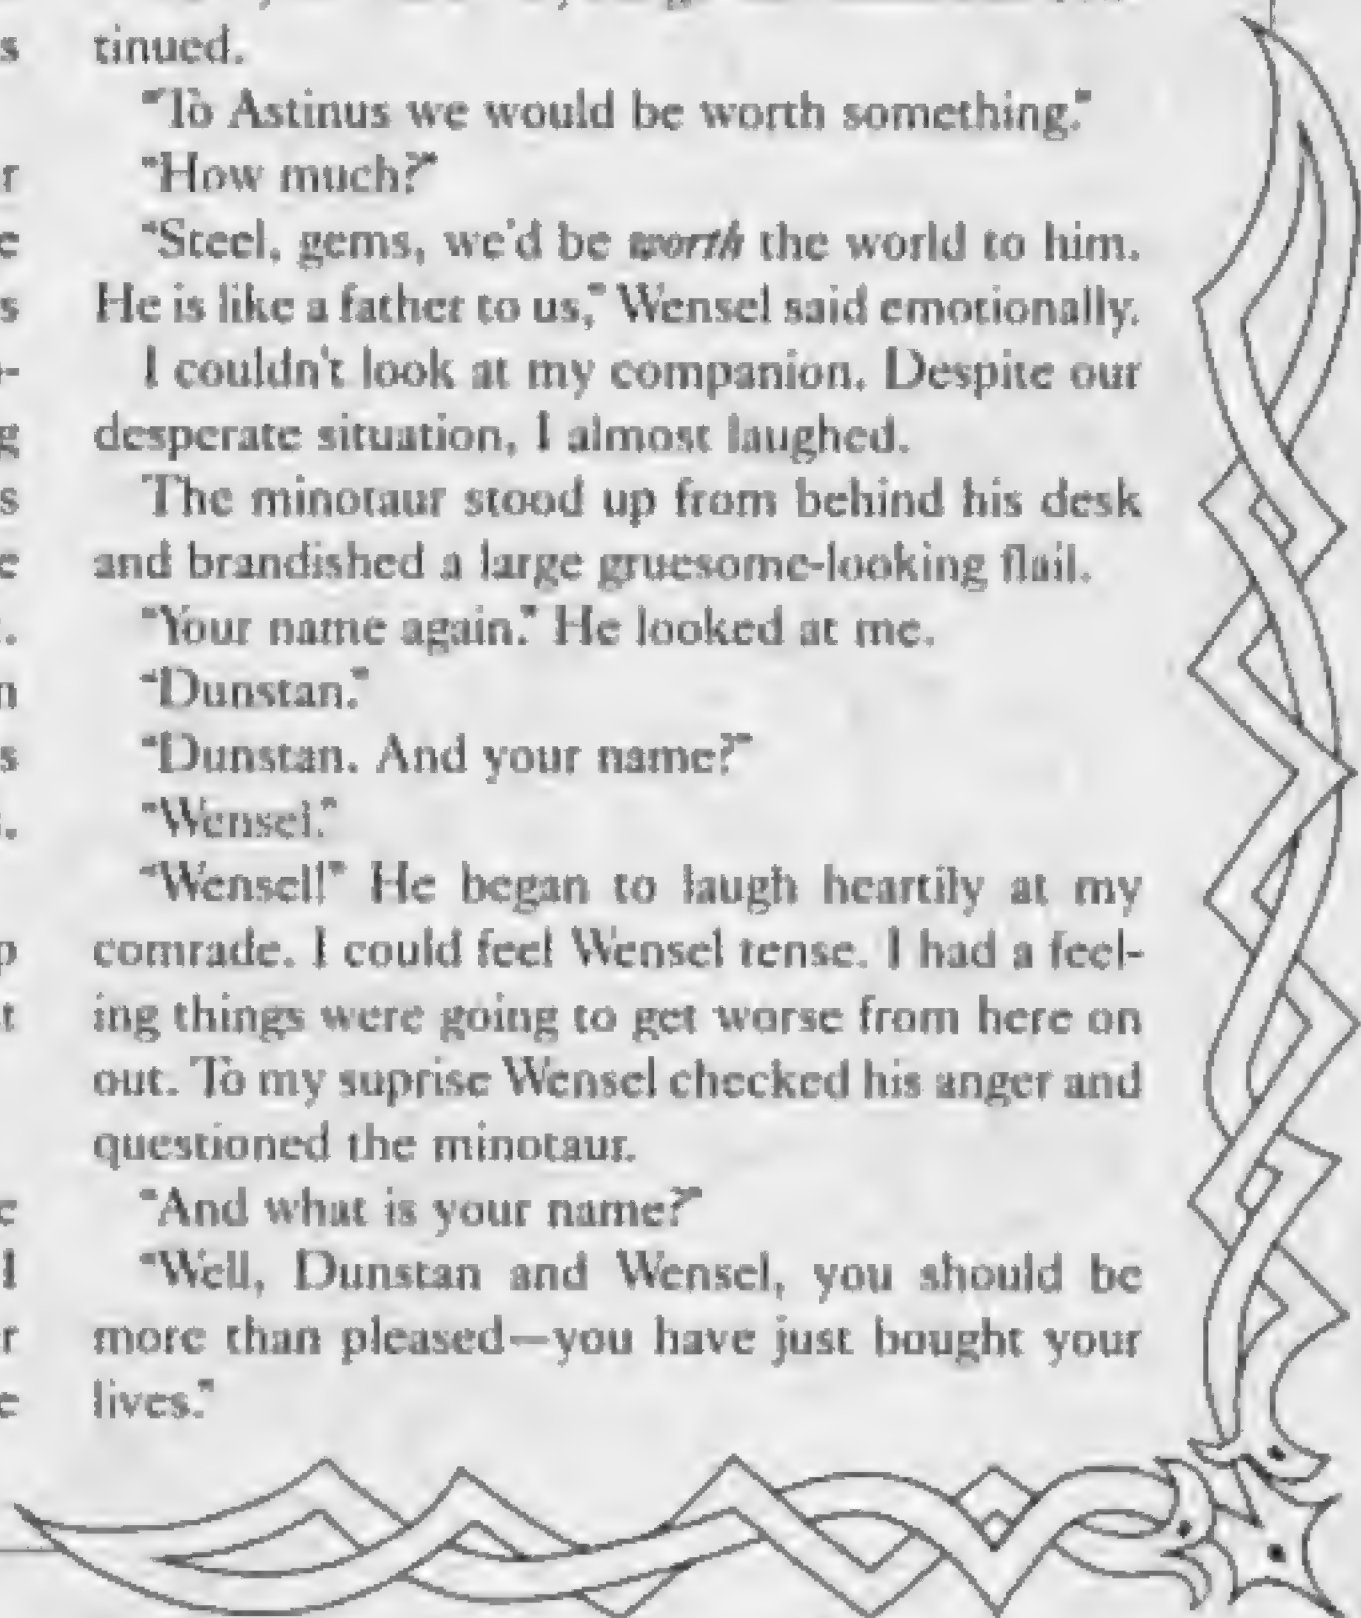 tinued.
"To Astinus we would be worth something."
"How much?"
"Steel, gems, we'd be worth the world to him.
He is like a father to us," Wensel said emotionally.
I couldn't look at my companion. Despite our
desperate situation, I almost laughed.
The minotaur stood up from behind his desk
and brandished a large gruesome-looking flail.
"Your name again." He looked at me.
"Dunstan."
"Dunstan. And your name?"
"Wensel."
"Wensel!" He began to laugh heartily at my
comrade. I could feel Wensel tense. I had a feel-
ing things were going to get worse from here on
out. To my suprise Wensel checked his anger and
questioned the minotaur.
"And what is your name?"
"Well, Dunstan and Wensel, you should be
more than pleased—you have just bought your
lives."